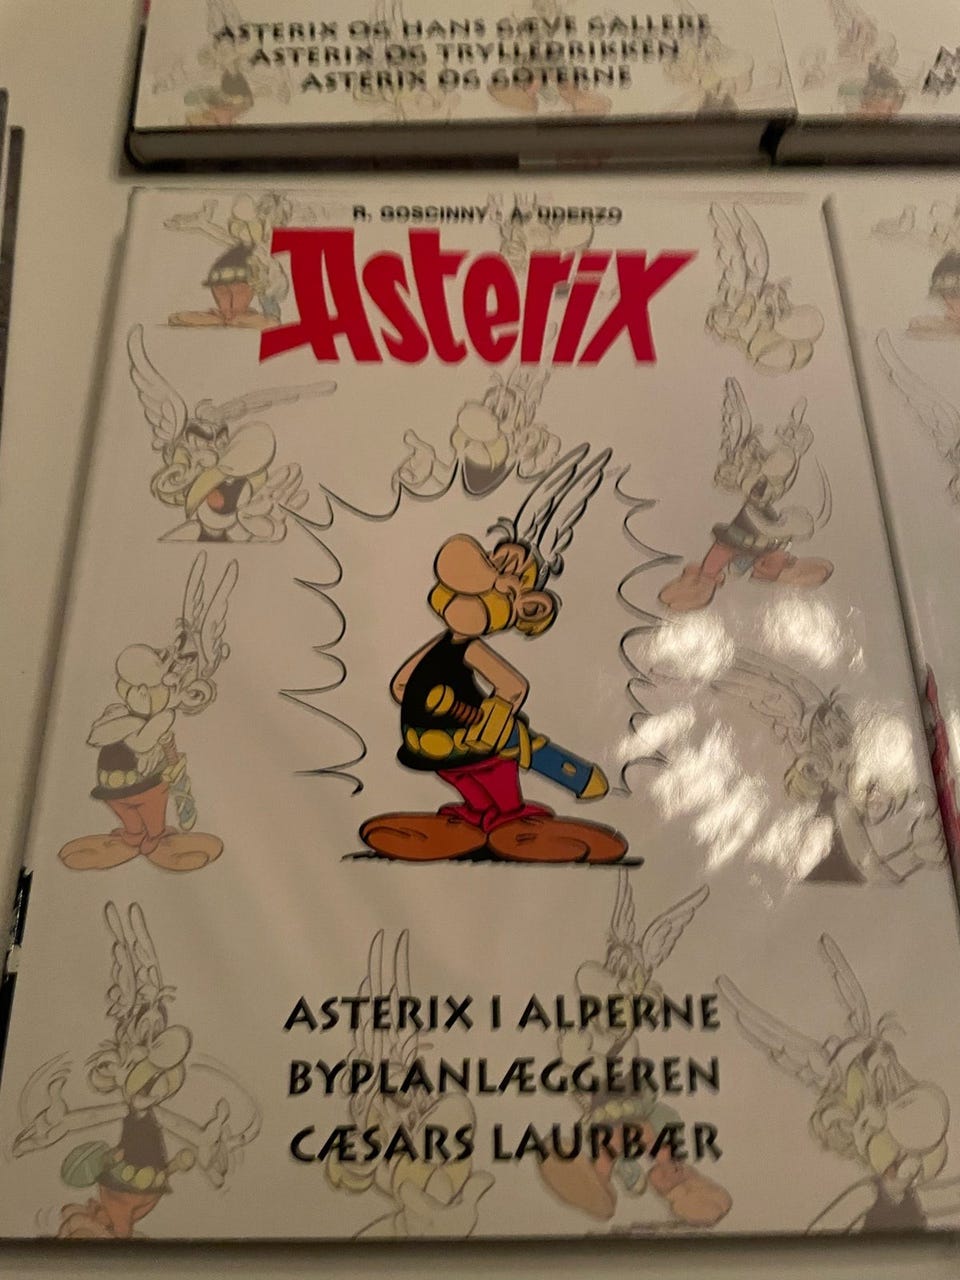 ASTERIX OG HANS GÆVE GALLERE
ASTERIX OG TRYLLEDRIKKEN
ASTERIX OG GOTERNE
R. GOSCINNY A. UDERZO
Asterix
ASTERIX I ALPERNE
BYPLANLÆGGEREN
CÆSARS LAURBÆR